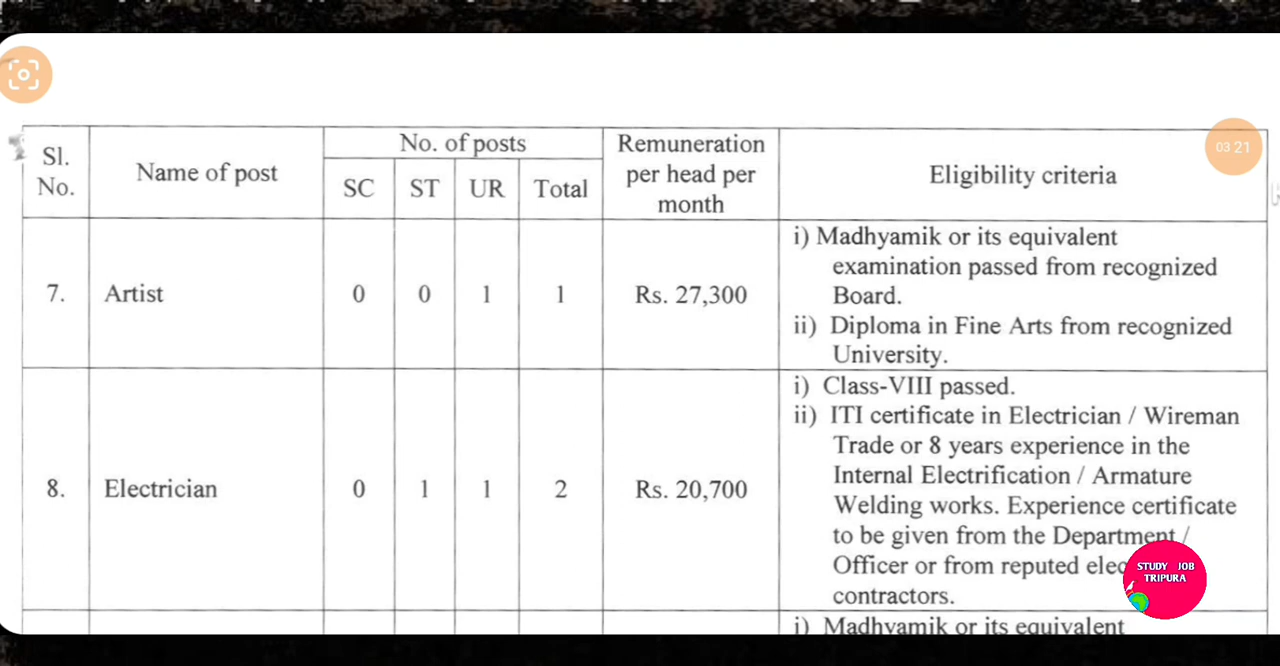 03:21
Sl.
No.
Name of post
No. of posts
SC ST UR Total
Remuneration
per head per
month
Eligibility criteria
7. Artist 0 0 1 1 Rs. 27,300
i) Madhyamik or its equivalent
examination passed from recognized
Board.
ii) Diploma in Fine Arts from recognized
University.
8. Electrician 0 1 1 2 Rs. 20,700
i) Class-VIII passed.
ii) ITI certificate in Electrician / Wireman
Trade or 8 years experience in the
Internal Electrification / Armature
Welding works. Experience certificate
to be given from the Department /
Officer or from reputed
contractors.
i) Madhyamik or its equivalent
STUDY JOB
TRIPURA